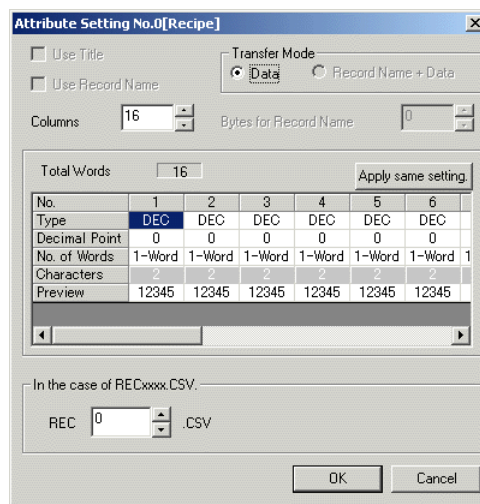 Attribute Setting No.0[Recipe]
Use Title
Use Record Name
Transfer Mode
Data
Record Name + Data
Columns 16
Bytes for Record Name 0
Total Words 16
Apply same setting.
No. 1 2 3 4 5 6
Type DEC DEC DEC DEC DEC DEC
Decimal Point 0 0 0 0 0 0
No. of Words 1-Word 1-Word 1-Word 1-Word 1-Word 1-Word 1
Characters 2 2 2 2 2 2
Preview 12345 12345 12345 12345 12345 12345
In the case of RECxxxx.CSV.
REC 0 .CSV
OK Cancel